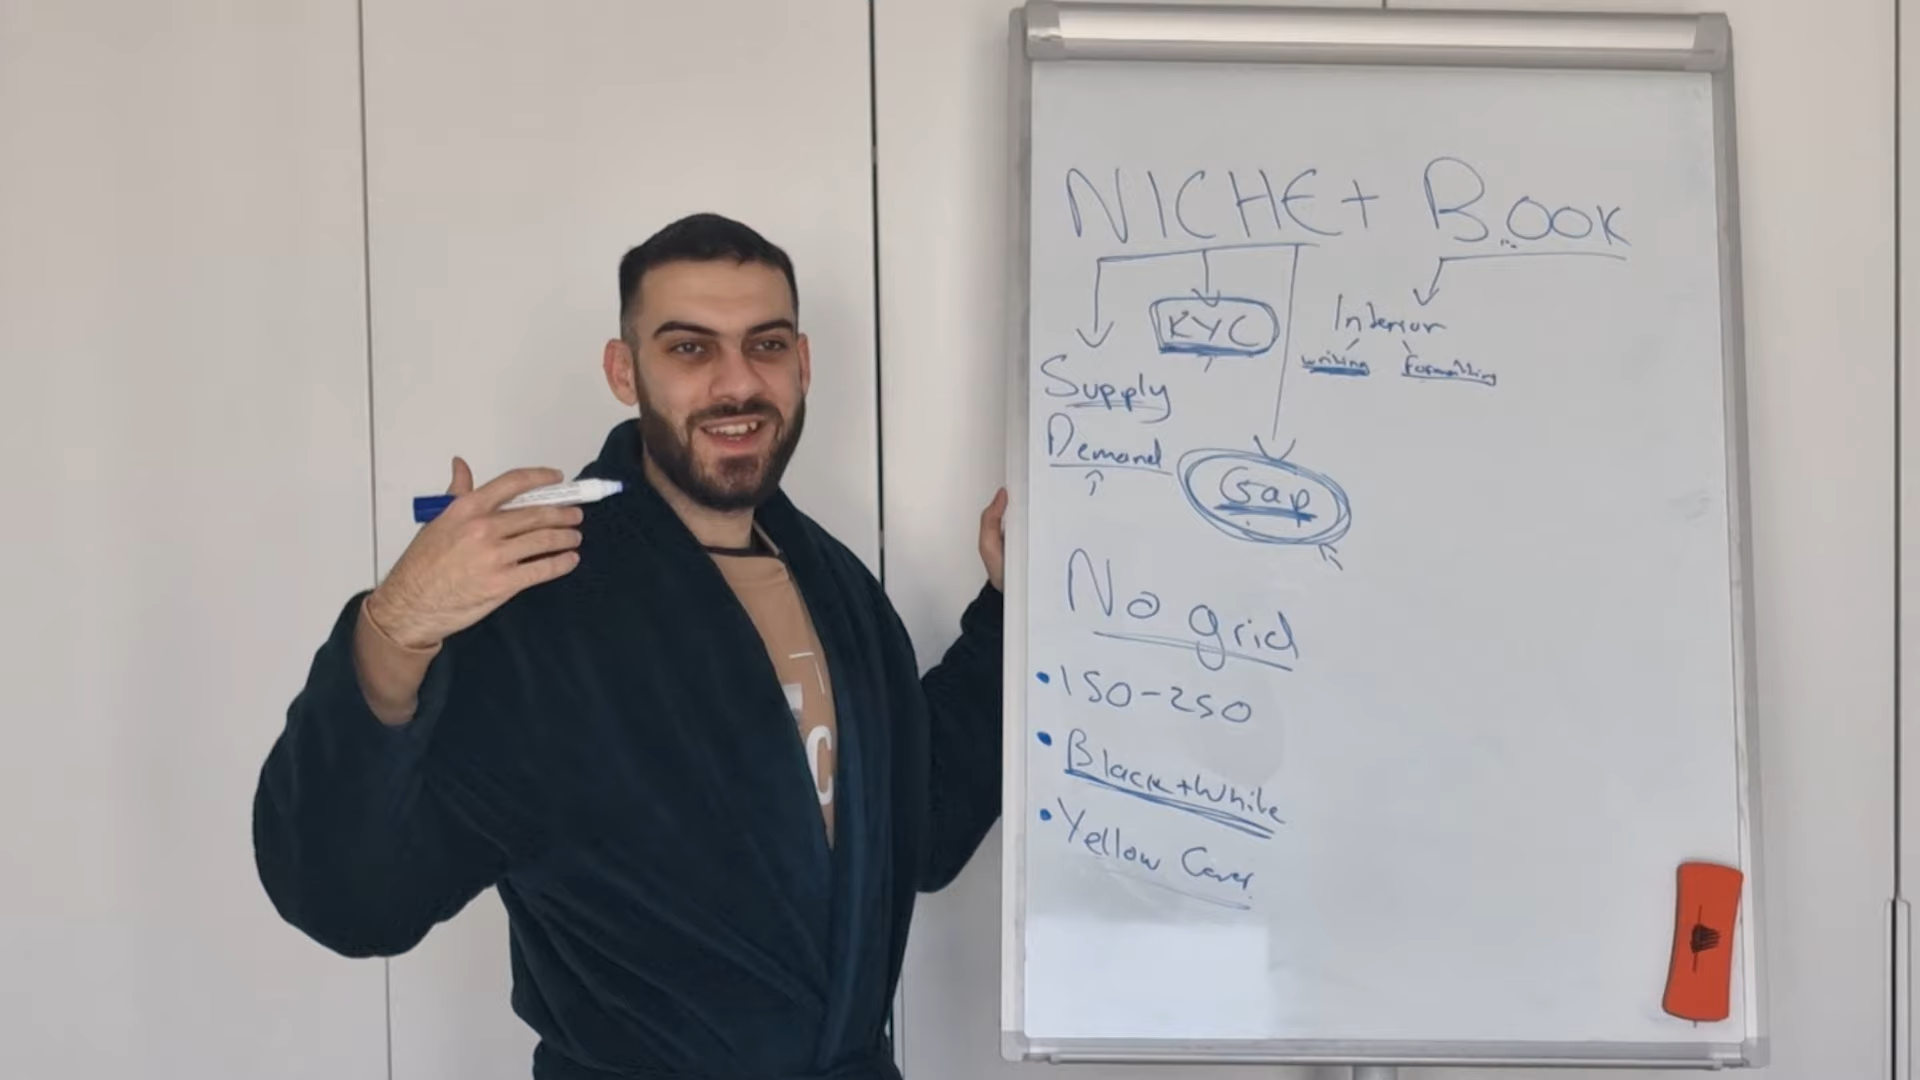 NICHE + BOOK
KYC
Interior
writing
Formatting
Supply
Demand
Gap
No grid
• 150-250
• Black + White
• Yellow Cover